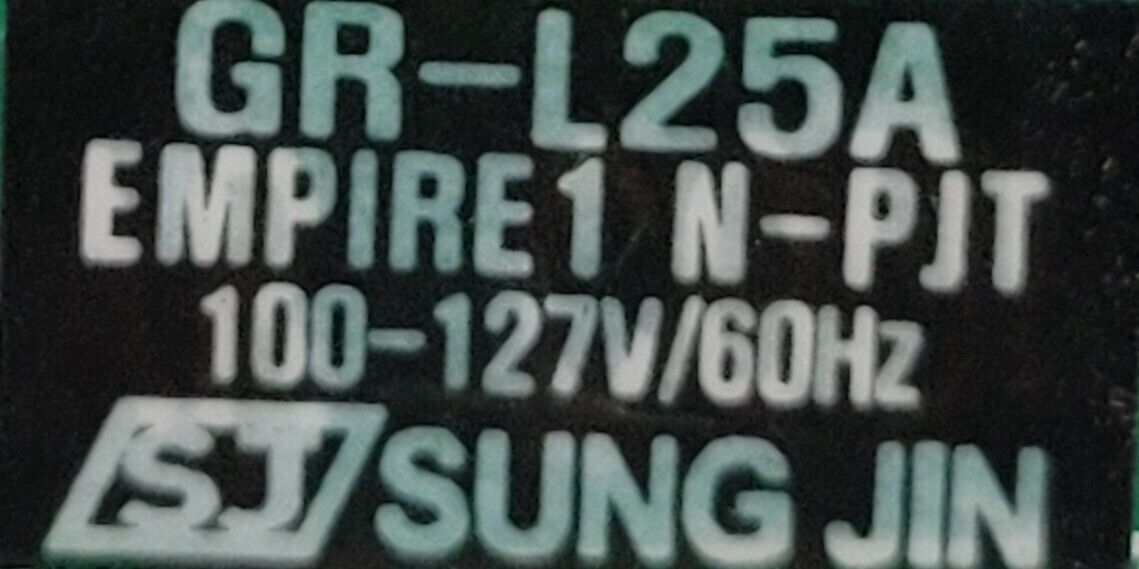 GR-L25A
EMPIRE1 N-PJT
100-127V/60Hz
SJ SUNG JIN